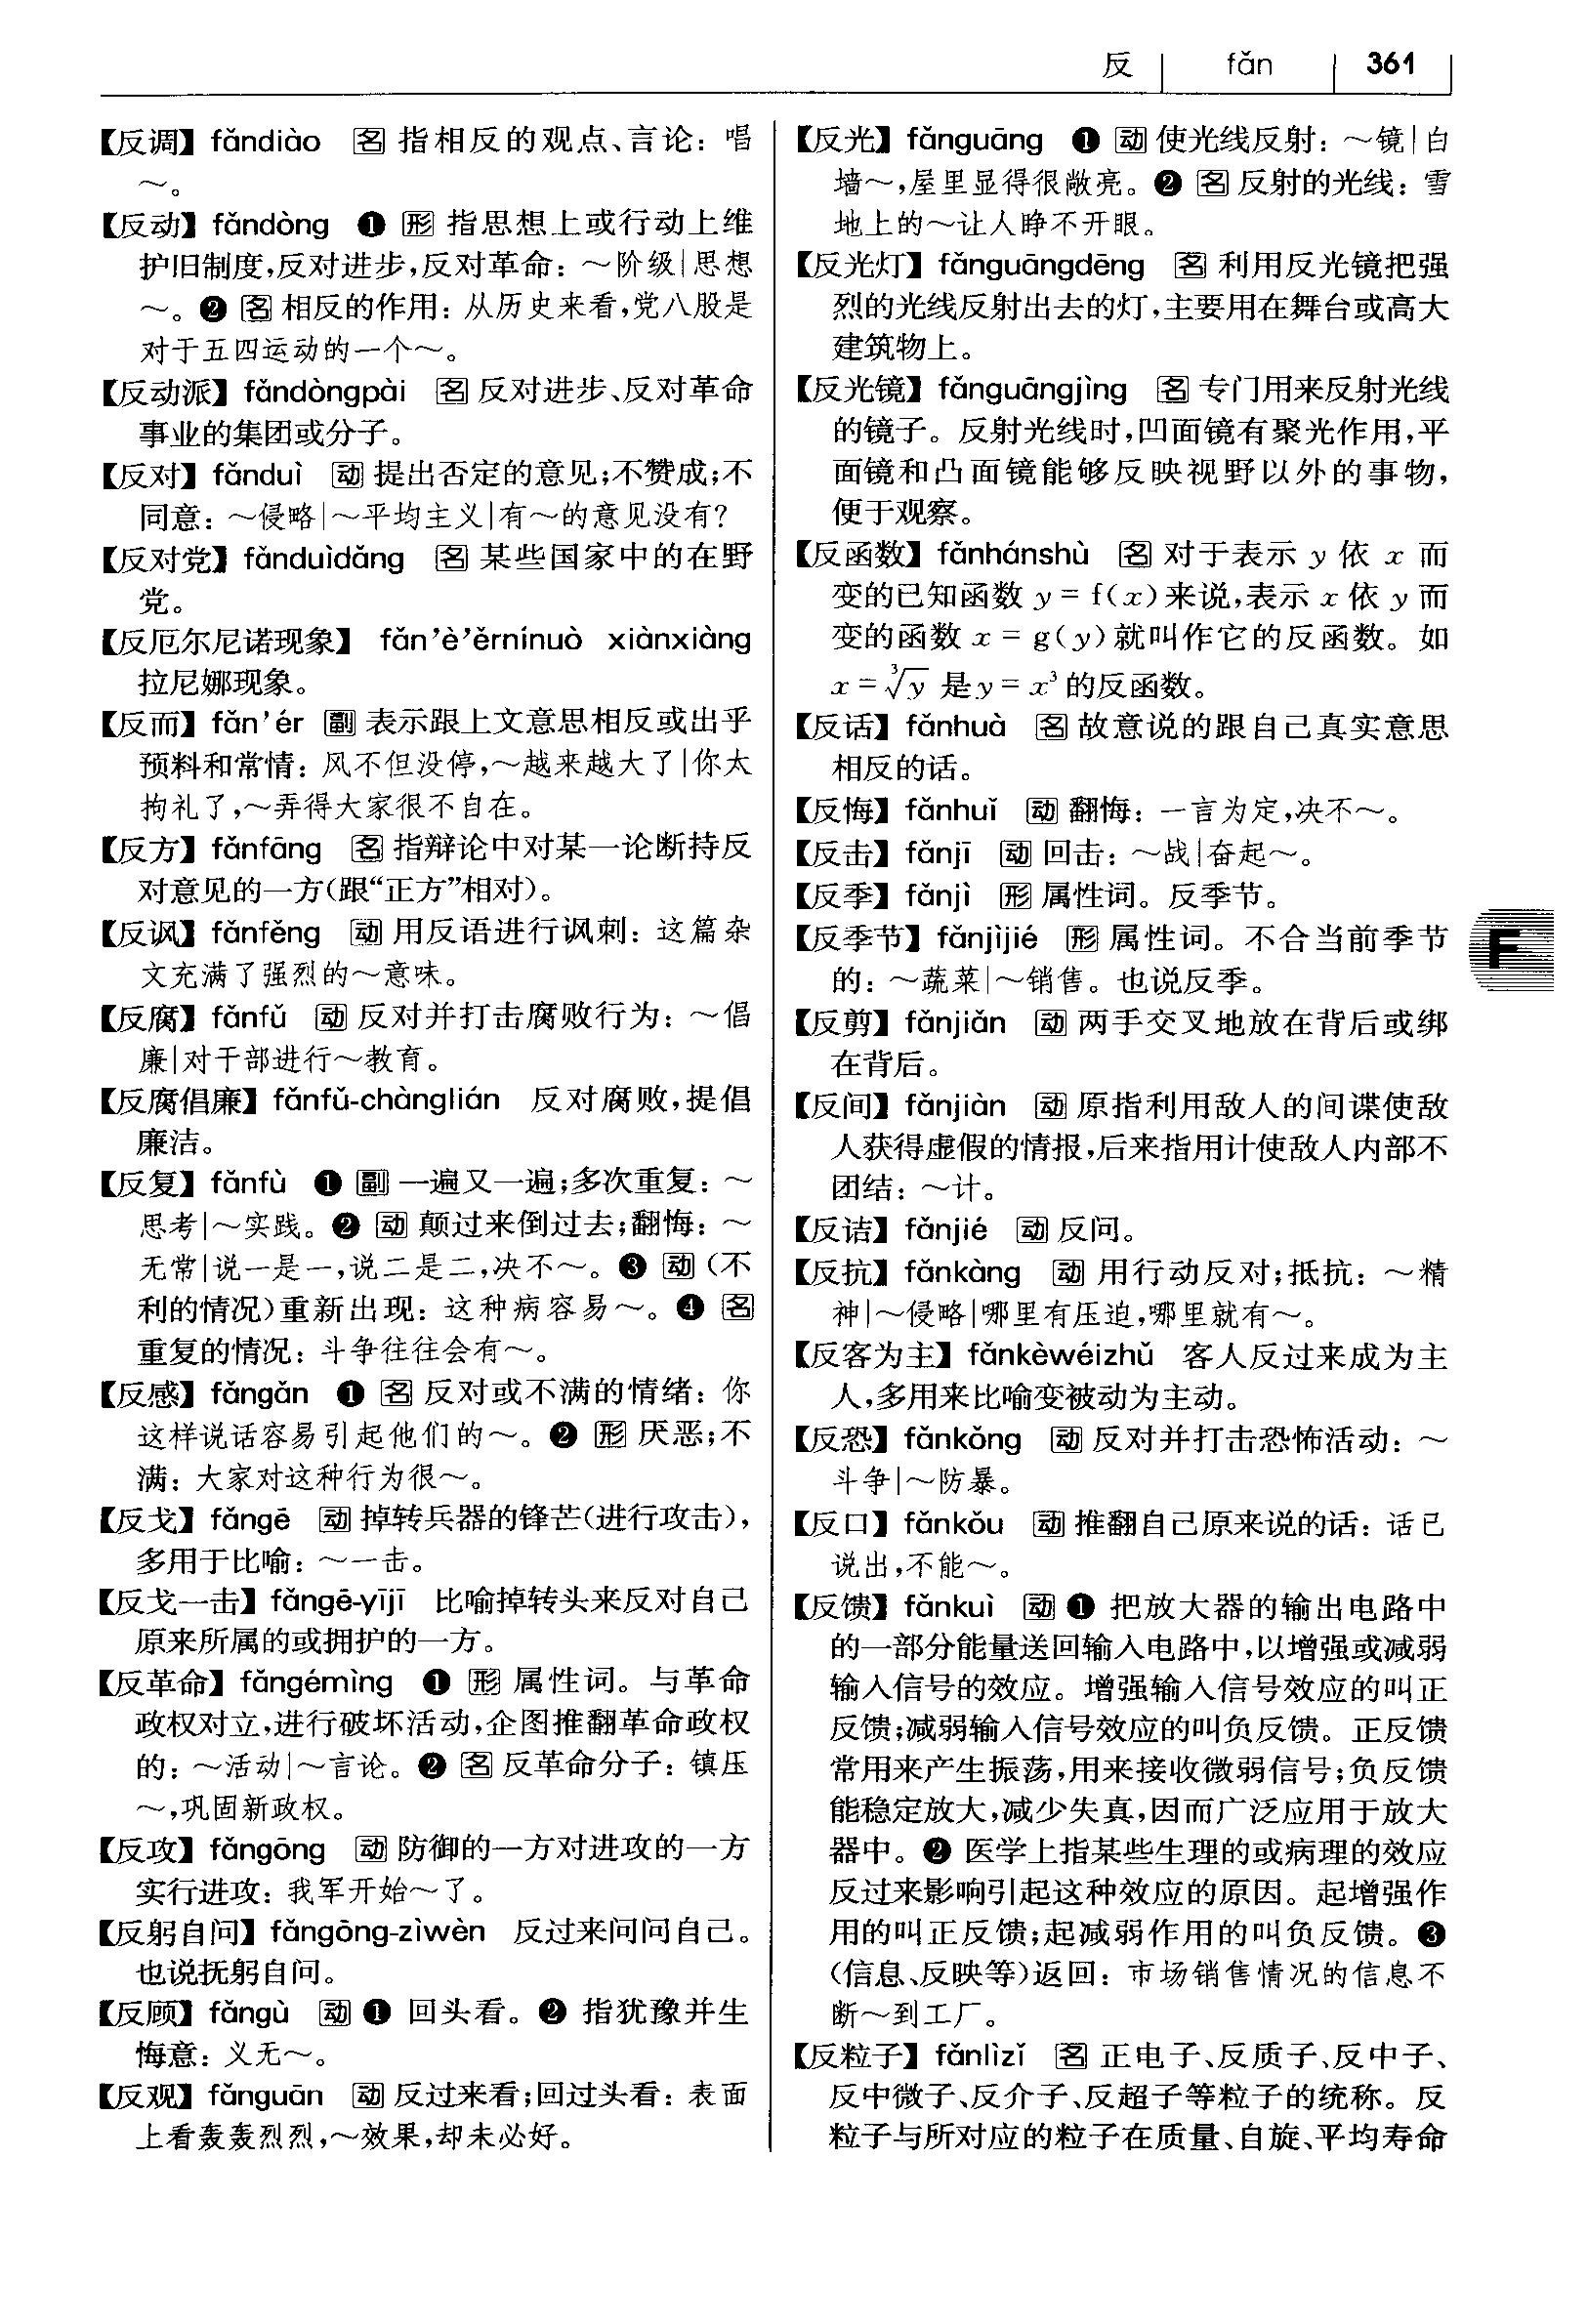 反 | fǎn | 361
【反调】 fǎndiào 名 指相反的观点、言论：唱
～。
【反动】 fǎndòng ❶ 形 指思想上或行动上维
护旧制度，反对进步，反对革命：～阶级|思想
～。❷ 名 相反的作用：从历史来看，党八股是
对于五四运动的一个～。
【反动派】 fǎndòngpài 名 反对进步、反对革命
事业的集团或分子。
【反对】 fǎnduì 动 提出否定的意见；不赞成；不
同意：～侵略|～平均主义|有～的意见没有？
【反对党】 fǎnduìdǎng 名 某些国家中的在野
党。
【反厄尔尼诺现象】 fǎn’è’ěrnínuò xiànxiàng
拉尼娜现象。
【反而】 fǎn’ér 副 表示跟上文意思相反或出乎
预料和常情：风不但没停，～越来越大了|你太
拘礼了，～弄得大家很不自在。
【反方】 fǎnfāng 名 指辩论中对某一论断持反
对意见的一方（跟“正方”相对）。
【反讽】 fǎnfěng 动 用反语进行讽刺：这篇杂
文充满了强烈的～意味。
【反腐】 fǎnfǔ 动 反对并打击腐败行为：～倡
廉|对干部进行～教育。
【反腐倡廉】 fǎnfǔ-chànglián 反对腐败，提倡
廉洁。
【反复】 fǎnfù ❶ 副 一遍又一遍；多次重复：～
思考|～实践。❷ 动 颠过来倒过去；翻悔：～
无常|说一是一，说二是二，决不～。❸ 动（不
利的情况）重新出现：这种病容易～。❹ 名
重复的情况：斗争往往会有～。
【反感】 fǎngǎn ❶ 名 反对或不满的情绪：你
这样说话容易引起他们的～。❷ 形 厌恶；不
满：大家对这种行为很～。
【反戈】 fǎngē 动 掉转兵器的锋芒（进行攻击），
多用于比喻：～一击。
【反戈一击】 fǎngē-yījī 比喻掉转头来反对自己
原来所属的或拥护的一方。
【反革命】 fǎngémìng ❶ 形 属性词。与革命
政权对立，进行破坏活动，企图推翻革命政权
的：～活动|～言论。❷ 名 反革命分子：镇压
～，巩固新政权。
【反攻】 fǎngōng 动 防御的一方对进攻的一方
实行进攻：我军开始～了。
【反躬自问】 fǎngōng-zìwèn 反过来问问自己。
也说抚躬自问。
【反顾】 fǎngù 动 ❶ 回头看。❷ 指犹豫并生
悔意：义无～。
【反观】 fǎnguān 动 反过来看；回过头看：表面
上看轰轰烈烈，～效果，却未必好。
【反光】 fǎnguāng ❶ 动 使光线反射：～镜|白
墙～，屋里显得很敞亮。❷ 名 反射的光线：雪
地上的～让人睁不开眼。
【反光灯】 fǎnguāngdēng 名 利用反光镜把强
烈的光线反射出去的灯，主要用在舞台或高大
建筑物上。
【反光镜】 fǎnguāngjìng 名 专门用来反射光线
的镜子。反射光线时，凹面镜有聚光作用，平
面镜和凸面镜能够反映视野以外的事物，
便于观察。
【反函数】 fǎnhánshù 名 对于表示 y 依 x 而
变的已知函数 y = f(x) 来说，表示 x 依 y 而
变的函数 x = g(y) 就叫作它的反函数。如
x = ∛y 是 y = x³ 的反函数。
【反话】 fǎnhuà 名 故意说的跟自己真实意思
相反的话。
【反悔】 fǎnhuǐ 动 翻悔：一言为定，决不～。
【反击】 fǎnjī 动 回击：～战|奋起～。
【反季】 fǎnjì 形 属性词。反季节。
【反季节】 fǎnjìjié 形 属性词。不合当前季节
的：～蔬菜|～销售。也说反季。
F
【反剪】 fǎnjiǎn 动 两手交叉地放在背后或绑
在背后。
【反间】 fǎnjiàn 动 原指利用敌人的间谍使敌
人获得虚假的情报，后来指用计使敌人内部不
团结：～计。
【反诘】 fǎnjié 动 反问。
【反抗】 fǎnkàng 动 用行动反对；抵抗：～精
神|～侵略|哪里有压迫，哪里就有～。
【反客为主】 fǎnkèwéizhǔ 客人反过来成为主
人，多用来比喻变被动为主动。
【反恐】 fǎnkǒng 动 反对并打击恐怖活动：～
斗争|～防暴。
【反口】 fǎnkǒu 动 推翻自己原来说的话：话已
说出，不能～。
【反馈】 fǎnkuì 动 ❶ 把放大器的输出电路中
的一部分能量送回输入电路中，以增强或减弱
输入信号的效应。增强输入信号效应的叫正
反馈；减弱输入信号效应的叫负反馈。正反馈
常用来产生振荡，用来接收微弱信号；负反馈
能稳定放大，减少失真，因而广泛应用于放大
器中。❷ 医学上指某些生理的或病理的效应
反过来影响引起这种效应的原因。起增强作
用的叫正反馈；起减弱作用的叫负反馈。❸
（信息、反映等）返回：市场销售情况的信息不
断～到工厂。
【反粒子】 fǎnlìzǐ 名 正电子、反质子、反中子、
反中微子、反介子、反超子等粒子的统称。反
粒子与所对应的粒子在质量、自旋、平均寿命